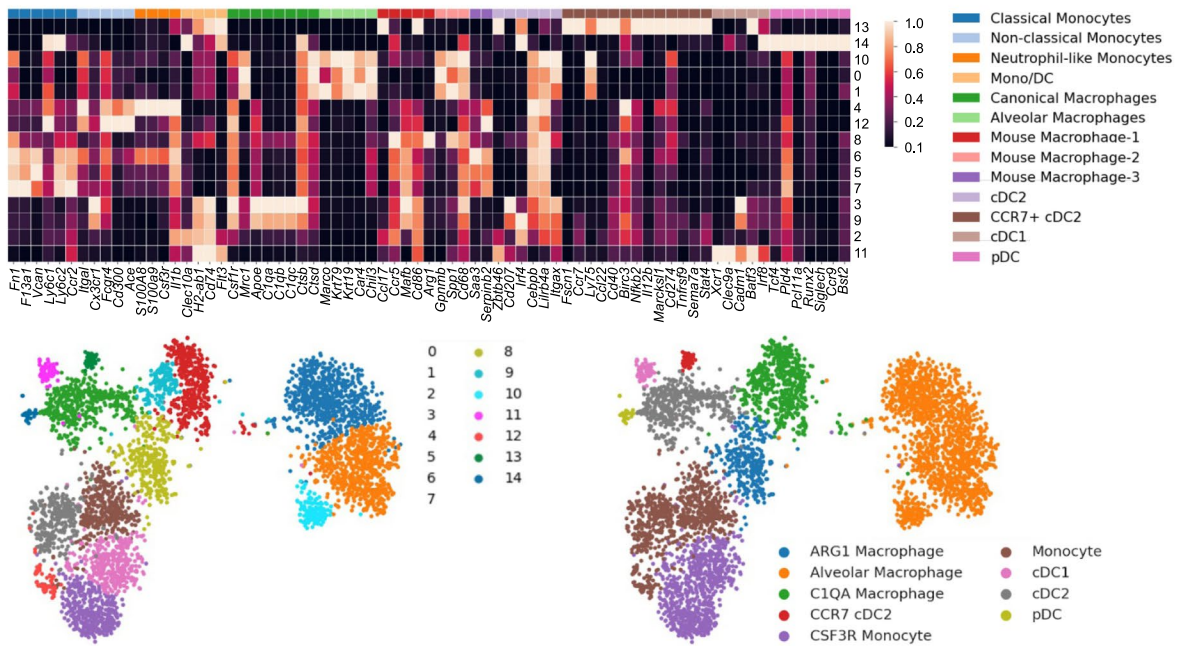 13
14
10
0
1
4
12
8
6
5
7
3
9
2
11
1.0
0.8
0.6
0.4
0.2
0.1
Classical Monocytes
Non-classical Monocytes
Neutrophil-like Monocytes
Mono/DC
Canonical Macrophages
Alveolar Macrophages
Mouse Macrophage-1
Mouse Macrophage-2
Mouse Macrophage-3
cDC2
CCR7+ cDC2
cDC1
pDC
Fn1
F13a1
Vcan
Ly6c1
Ly6c2
Ccr2
Itgal
Cx3cr1
Fcgr4
Cd300
Ace
S100A8
S100a9
Csf3r
Il1b
Clec10a
H2-ab1
Cd74
Flt3
Csf1r
Mrc1
Apoe
C1qa
C1qb
C1qc
Ctsb
Ctsd
Marco
Krt79
Krt19
Car4
Chil3
Ccl17
Ccr5
Mafb
Cd86
Arg1
Gpnmb
Spp1
Cd68
Saa3
Serpinb2
Zbtb46
Cd207
Irf4
Cebpb
Lilrb4a
Itgax
Fscn1
Ccr7
Ly75
Ccl22
Cd40
Birc3
Nfkb2
Il12b
Marcksl1
Cd274
Tnfrsf9
Sema7a
Stat4
Xcr1
Clec9a
Cadm1
Batf3
Irf8
Tcf4
Pld4
Pcl11a
Runx2
Siglech
Ccr9
Bst2
0
1
2
3
4
5
6
7
8
9
10
11
12
13
14
ARG1 Macrophage
Alveolar Macrophage
C1QA Macrophage
CCR7 cDC2
CSF3R Monocyte
Monocyte
cDC1
cDC2
pDC